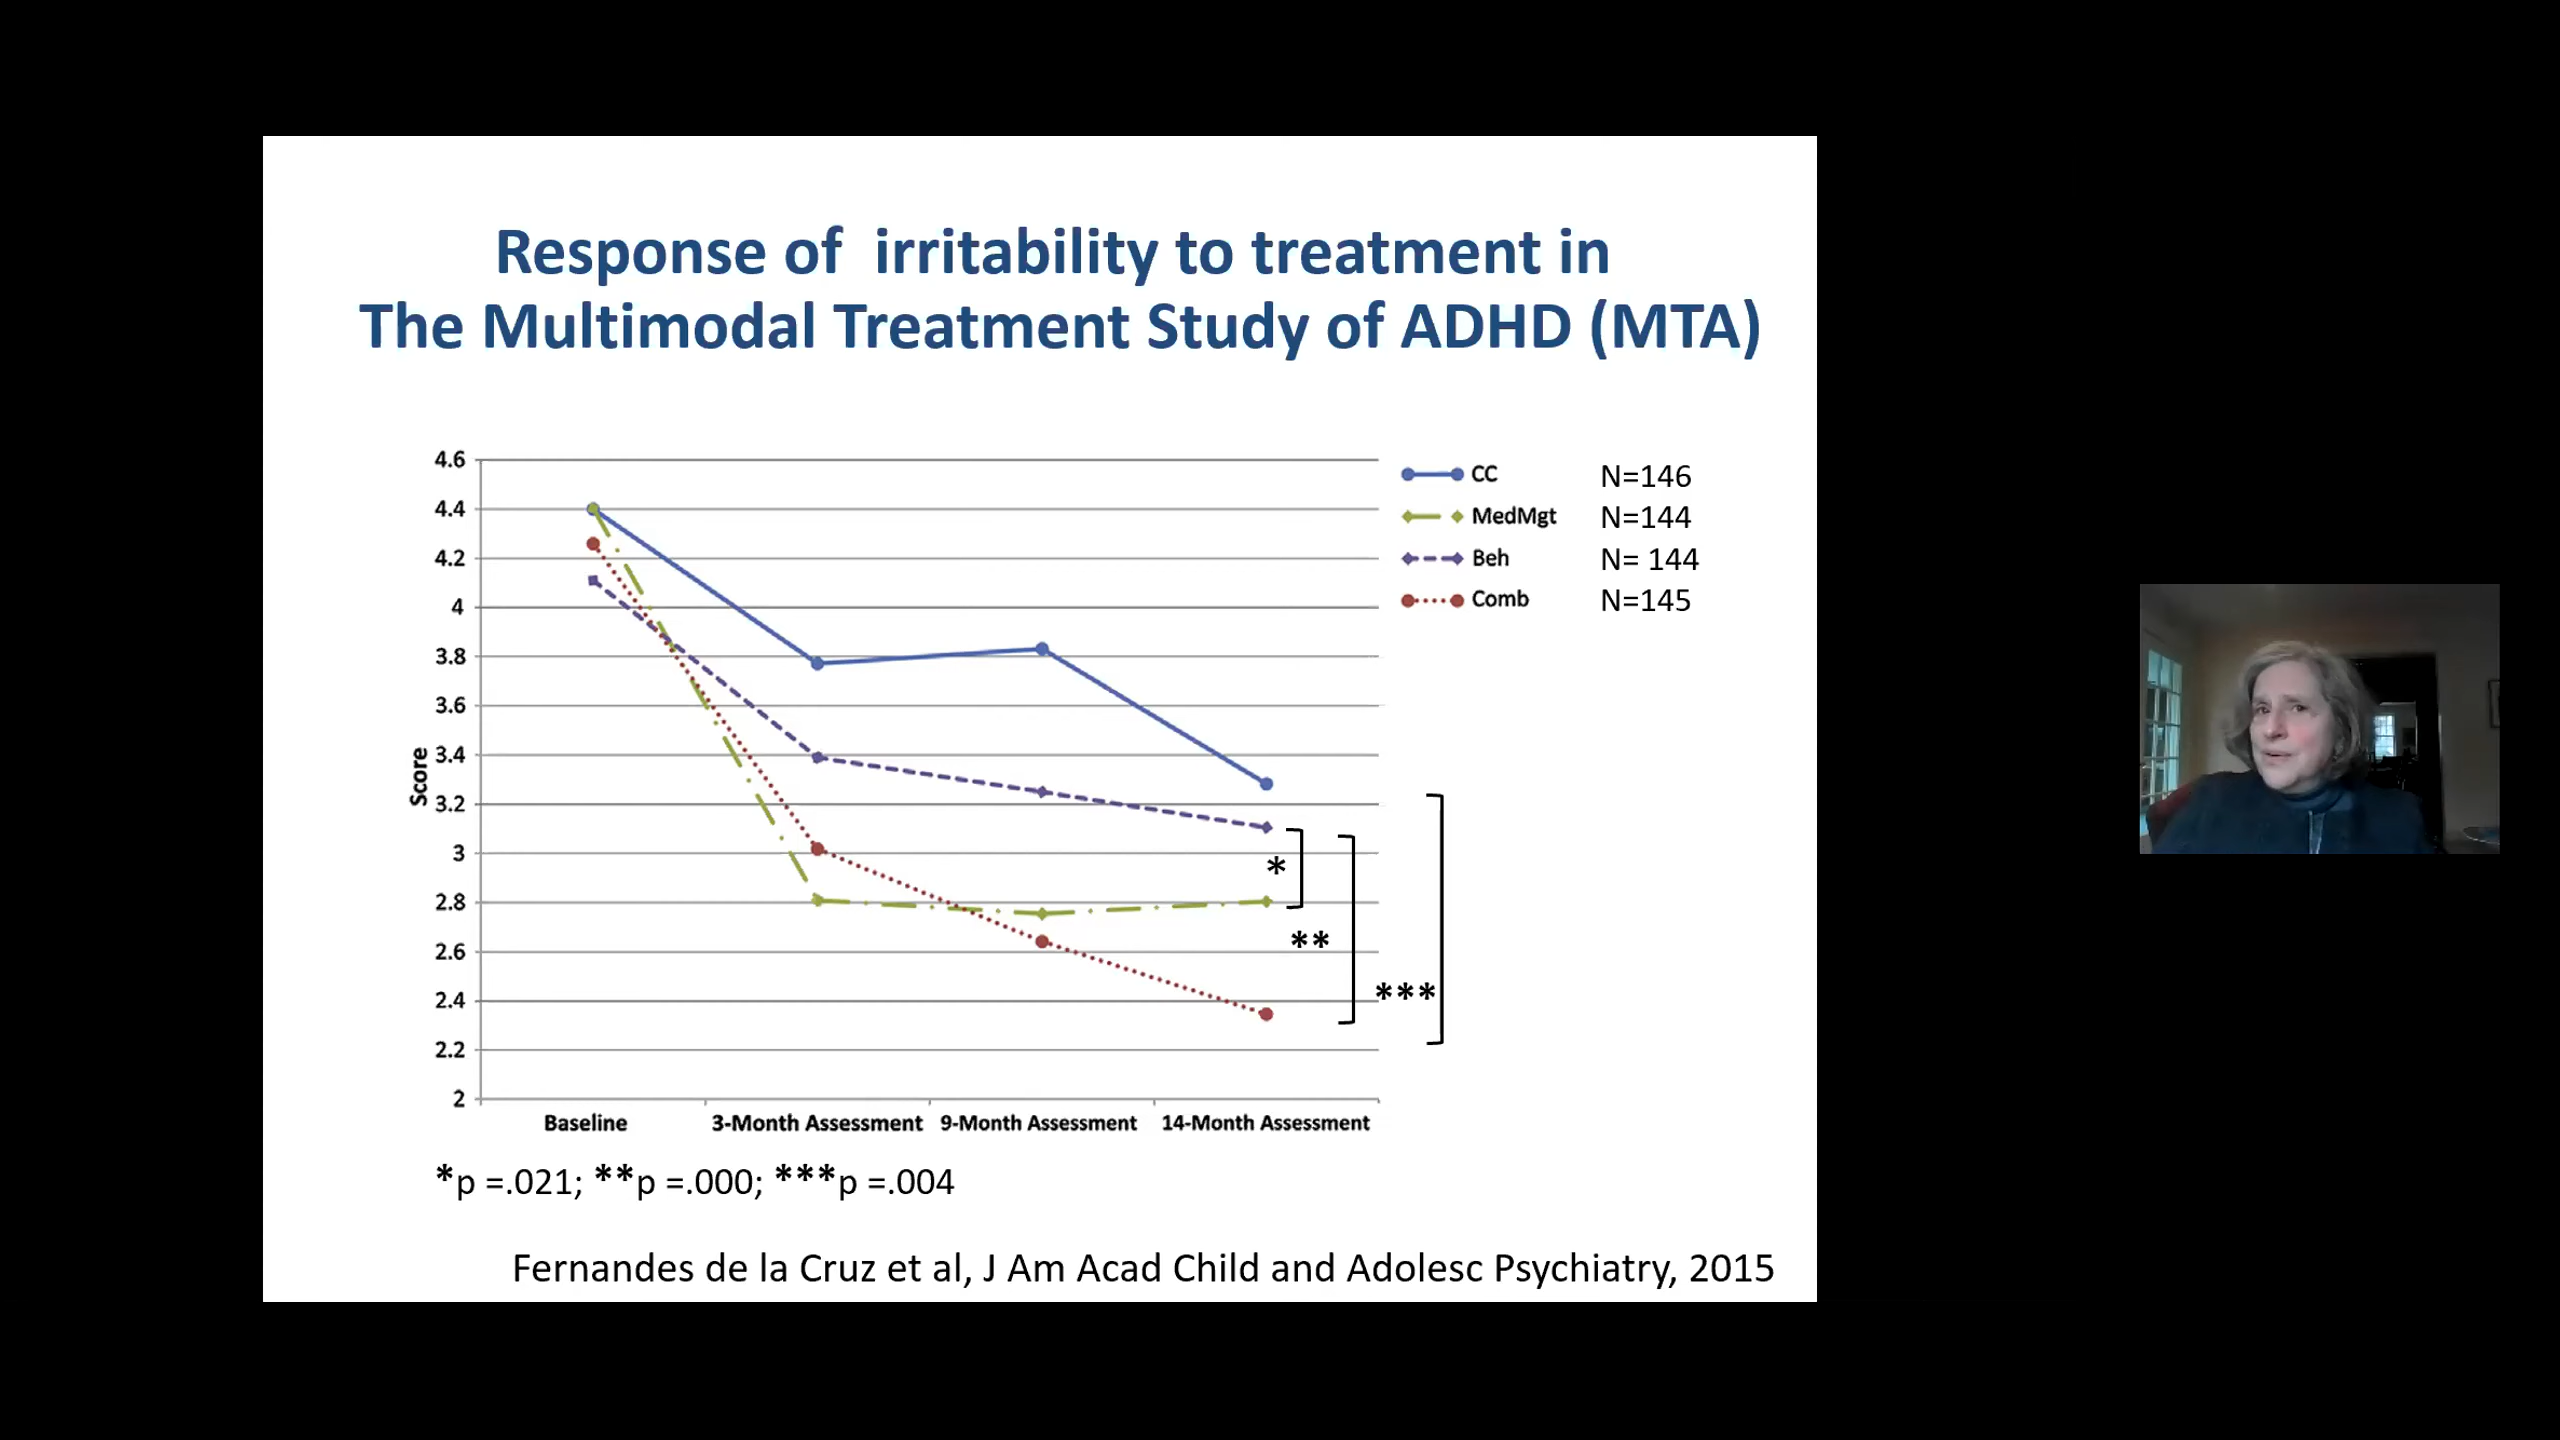 Response of  irritability to treatment in
The Multimodal Treatment Study of ADHD (MTA)
4.6
4.4
4.2
4
3.8
3.6
3.4
3.2
3
2.8
2.6
2.4
2.2
2
Score
Baseline
3-Month Assessment
9-Month Assessment
14-Month Assessment
CC N=146
MedMgt N=144
Beh N= 144
Comb N=145
*
**
***
*p =.021; **p =.000; ***p =.004
Fernandes de la Cruz et al, J Am Acad Child and Adolesc Psychiatry, 2015